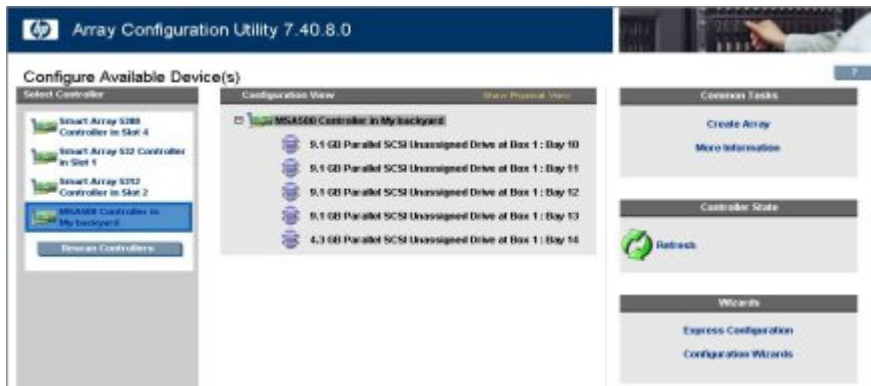 hp
Array Configuration Utility 7.40.8.0
Configure Available Device(s)
?
Select Controller
Smart Array 5300
Controller in Slot 4
Smart Array 532 Controller
in Slot 1
Smart Array 5312
Controller in Slot 2
MSA500 Controller in
My backyard
Rescan Controllers
Configuration View
Show Physical View
MSA500 Controller in My backyard
9.1 GB Parallel SCSI Unassigned Drive at Box 1 : Bay 10
9.1 GB Parallel SCSI Unassigned Drive at Box 1 : Bay 11
9.1 GB Parallel SCSI Unassigned Drive at Box 1 : Bay 12
9.1 GB Parallel SCSI Unassigned Drive at Box 1 : Bay 13
4.3 GB Parallel SCSI Unassigned Drive at Box 1 : Bay 14
Common Tasks
Create Array
More Information
Controller State
Refresh
Wizards
Express Configuration
Configuration Wizards